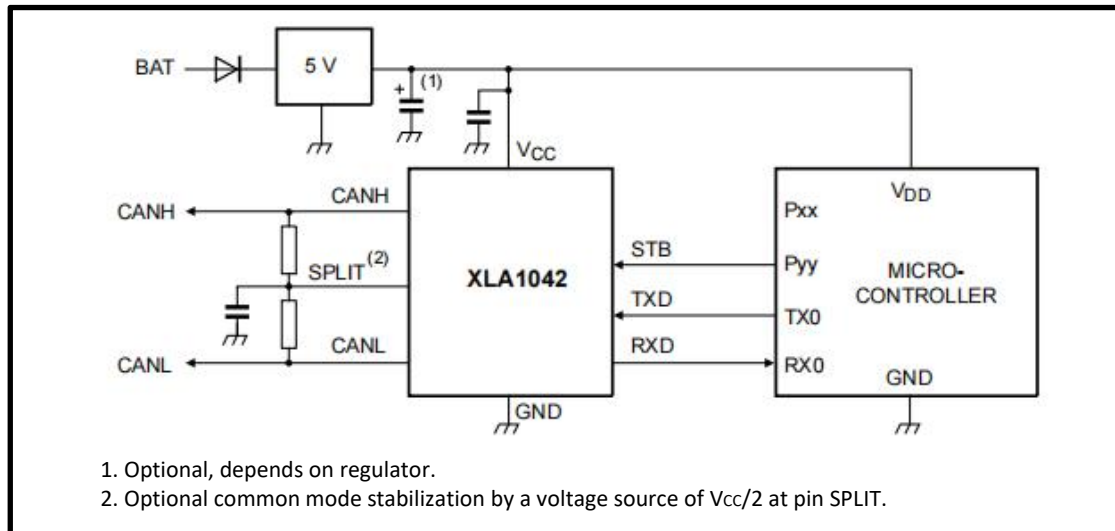 BAT
5 V
+
(1)
VCC
CANH
CANH
SPLIT(2)
CANL
CANL
XLA1042
GND
STB
TXD
RXD
VDD
Pxx
Pyy
TX0
RX0
MICRO-
CONTROLLER
GND
1. Optional, depends on regulator.
2. Optional common mode stabilization by a voltage source of VCC/2 at pin SPLIT.